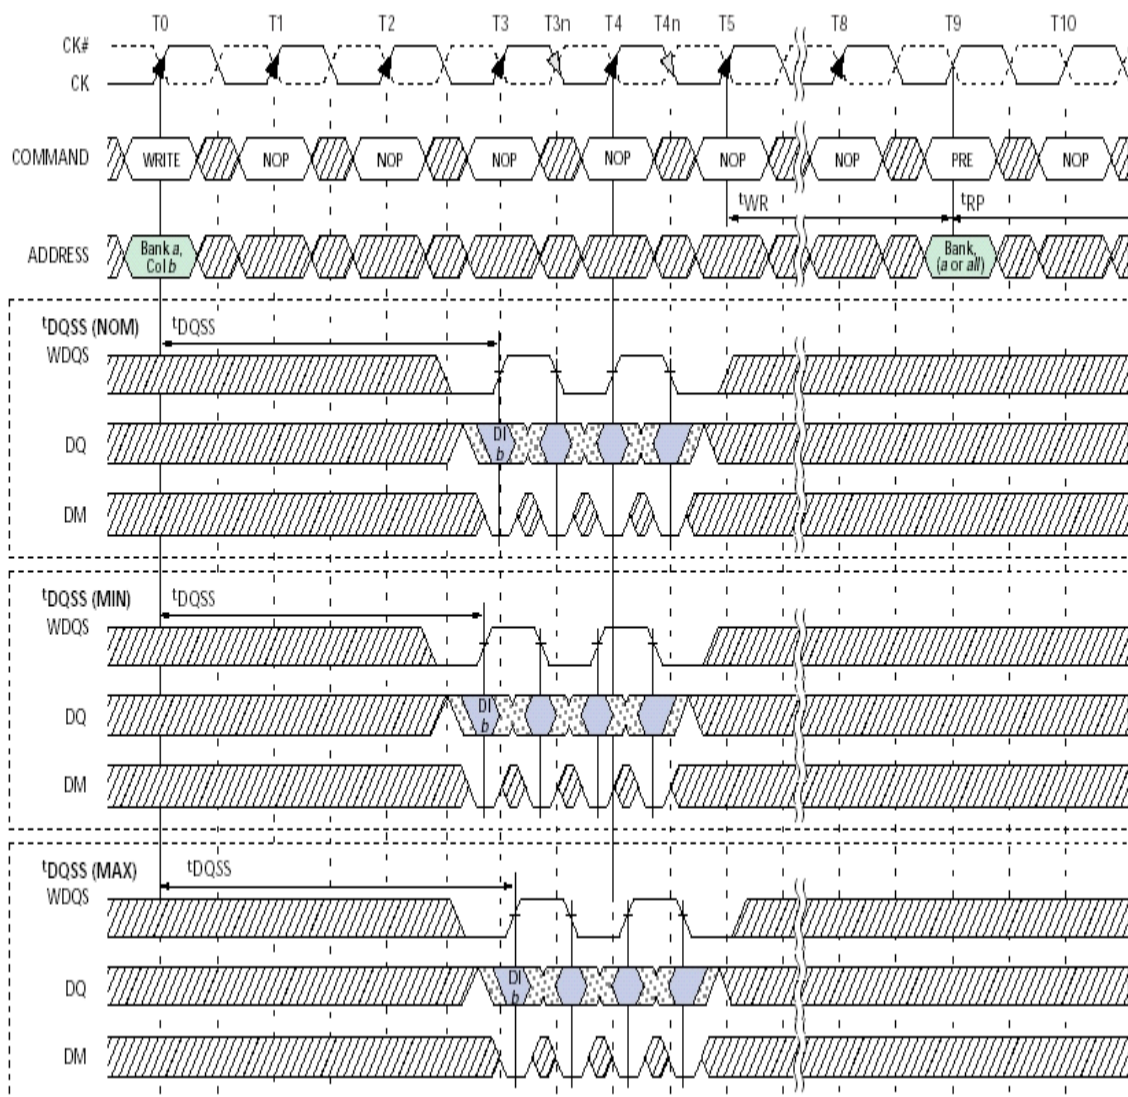 T0 T1 T2 T3 T3n T4 T4n T5 T8 T9 T10
CK#
CK
COMMAND WRITE NOP NOP NOP NOP NOP NOP PRE NOP
tWR tRP
ADDRESS Bank a, Col b Bank, (a or all)
tDQSS (NOM) tDQSS
WDQS
DQ DI b
DM
tDQSS (MIN) tDQSS
WDQS
DQ DI b
DM
tDQSS (MAX) tDQSS
WDQS
DQ DI b
DM